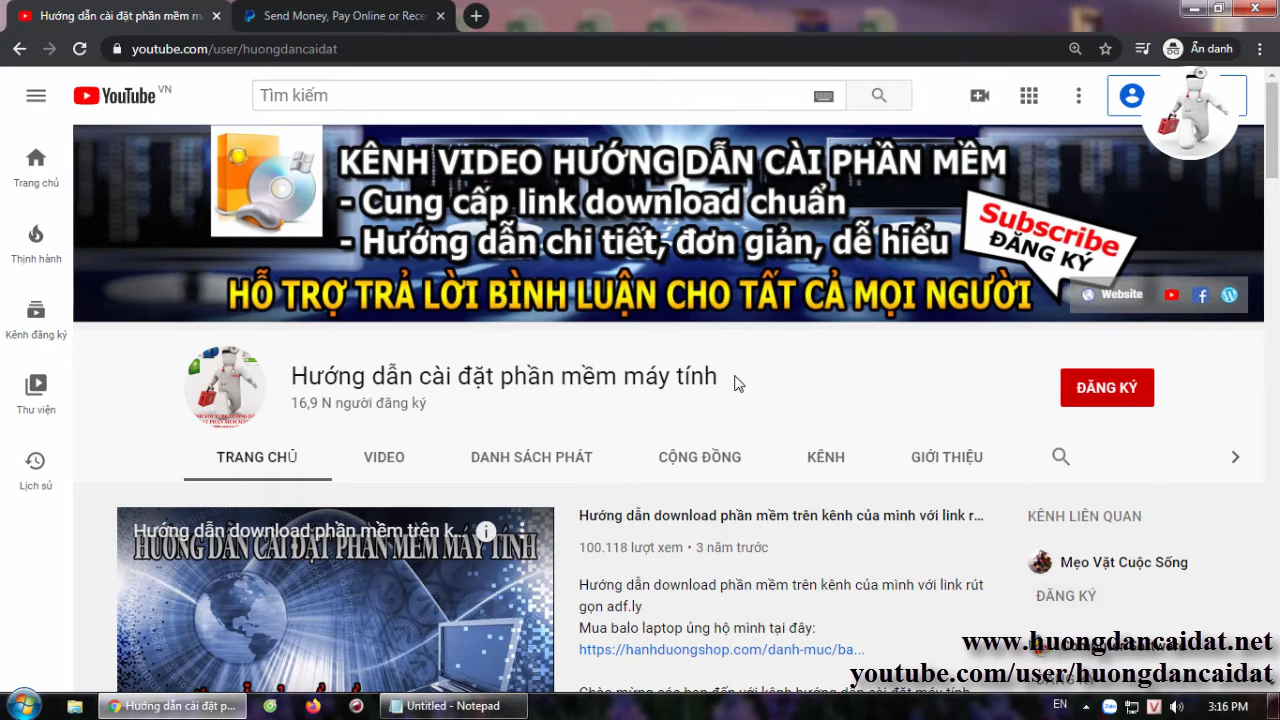 Hướng dẫn cài đặt phần mềm m
Send Money, Pay Online or Rece
youtube.com/user/huongdancaidat
Ẩn danh
YouTube VN
Tìm kiếm
KÊNH VIDEO HƯỚNG DẪN CÀI PHẦN MỀM
- Cung cấp link download chuẩn
- Hướng dẫn chi tiết, đơn giản, dễ hiểu
HỖ TRỢ TRẢ LỜI BÌNH LUẬN CHO TẤT CẢ MỌI NGƯỜI
Subscribe
ĐĂNG KÝ
Website
Trang chủ
Thịnh hành
Kênh đăng ký
Thư viện
Lịch sử
Hướng dẫn cài đặt phần mềm máy tính
16,9 N người đăng ký
ĐĂNG KÝ
TRANG CHỦ
VIDEO
DANH SÁCH PHÁT
CỘNG ĐỒNG
KÊNH
GIỚI THIỆU
Hướng dẫn download phần mềm trên k...
HƯỚNG DẪN CÀI ĐẶT PHẦN MỀM MÁY TÍNH
Hướng dẫn download phần mềm trên kênh của mình với link r...
100.118 lượt xem • 3 năm trước
Hướng dẫn download phần mềm trên kênh của mình với link rút
gọn adf.ly
Mua balo laptop ủng hộ mình tại đây:
https://hanhduongshop.com/danh-muc/ba...
KÊNH LIÊN QUAN
Mẹo Vặt Cuộc Sống
ĐĂNG KÝ
www.huongdancaidat.net
youtube.com/user/huongdancaidat
Hướng dẫn cài đặt p...
Untitled - Notepad
EN
Zalo
V
3:16 PM